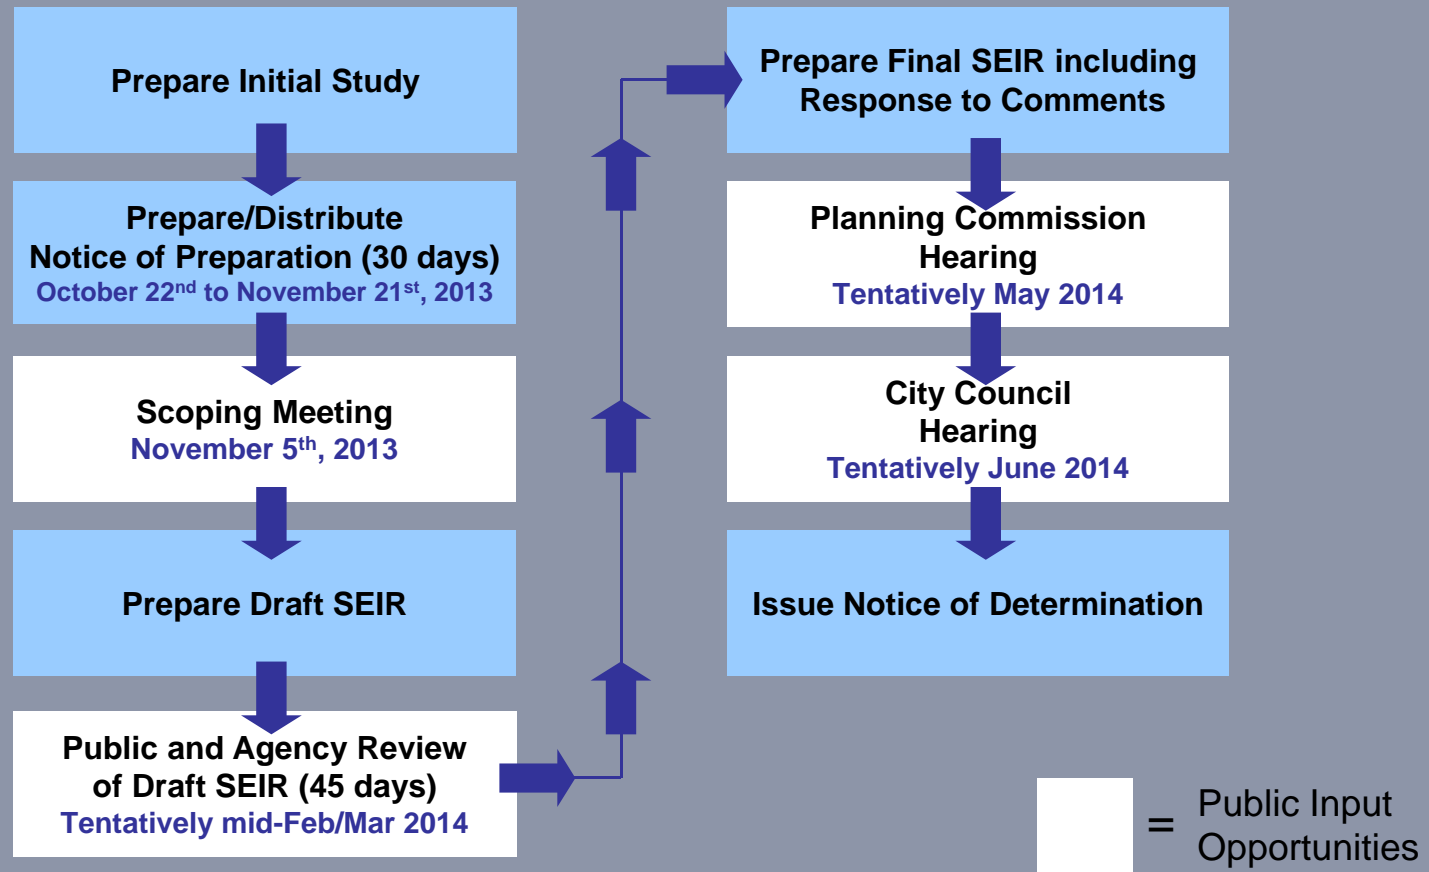 Prepare Initial Study
Prepare/Distribute
Notice of Preparation (30 days)
October 22nd to November 21st, 2013
Scoping Meeting
November 5th, 2013
Prepare Draft SEIR
Public and Agency Review
of Draft SEIR (45 days)
Tentatively mid-Feb/Mar 2014
Prepare Final SEIR including
Response to Comments
Planning Commission
Hearing
Tentatively May 2014
City Council
Hearing
Tentatively June 2014
Issue Notice of Determination
= Public Input
Opportunities